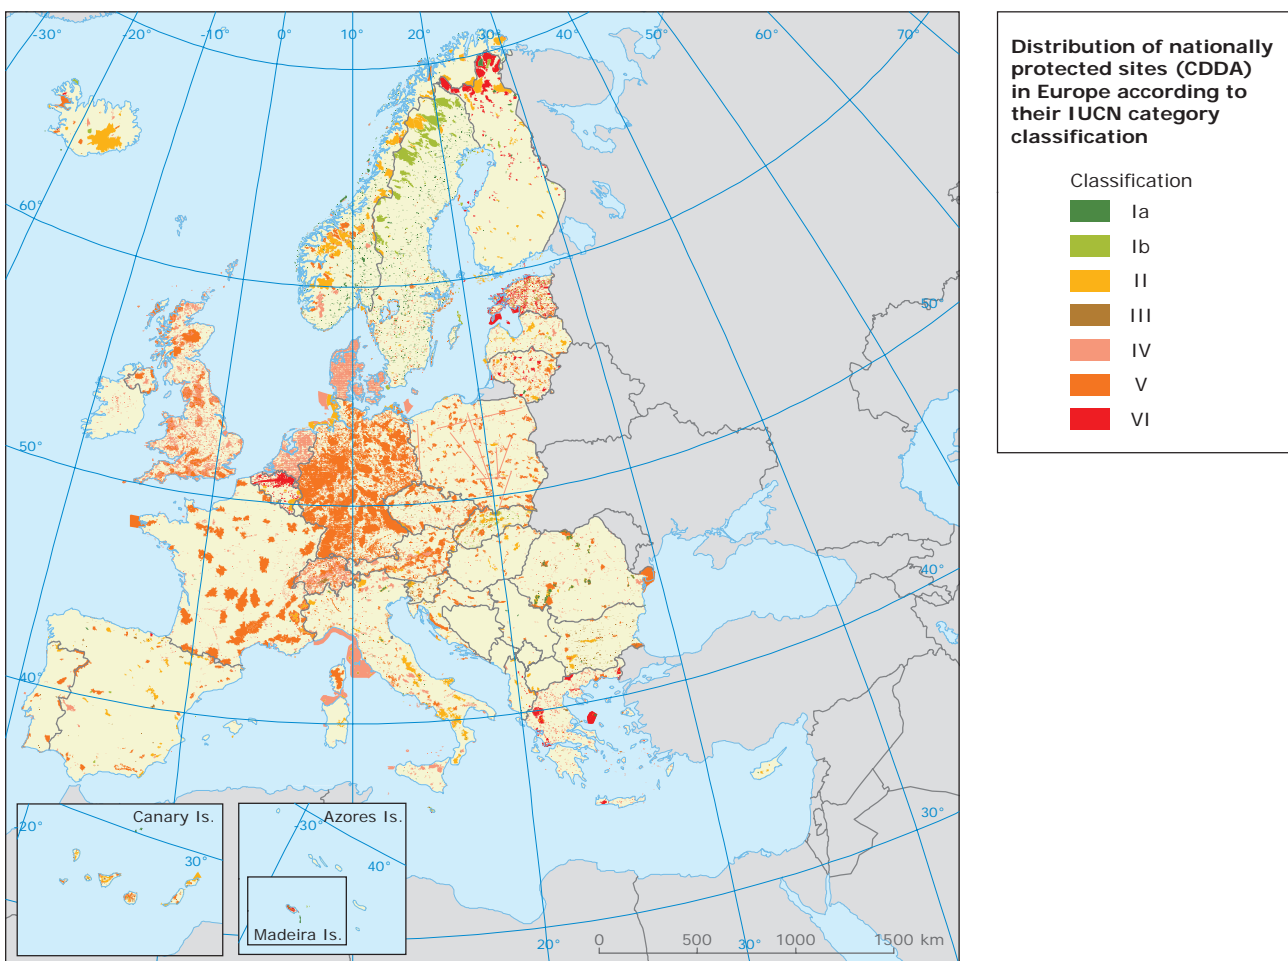 -30° -20° -10° 0° 10° 20° 30° 60° 70°
60°
50°
50°
40°
40°
Canary Is.
20°
30°
-30° Azores Is.
40°
Madeira Is.
30°
20°
30°
0 500 1000 1500 km
Distribution of nationally
protected sites (CDDA)
in Europe according to
their IUCN category
classification
Classification
Ia
Ib
II
III
IV
V
VI